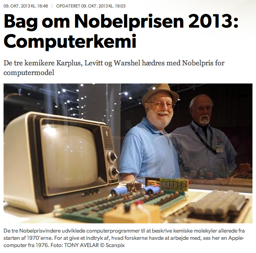 09. OKT. 2013 KL. 16:46 | OPDATERET 09. OKT. 2013 KL. 19:03
Bag om Nobelprisen 2013:
Computerkemi
De tre kemikere Karplus, Levitt og Warshel hædres med Nobelpris for
computermodel
De tre Nobelprisvindere udviklede computerprogrammer til at beskrive kemiske molekyler allerede fra
starten af 1970'erne. For at give et indtryk af, hvad forskerne havde at arbejde med, ses her en Apple-
computer fra 1976. Foto: TONY AVELAR © Scanpix